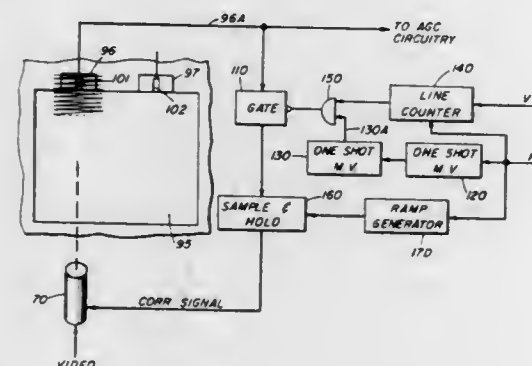 96A
TO AGC
CIRCUITRY
96
101
97
102
110
GATE
150
140
LINE
COUNTER
V
130A
130
ONE SHOT
M.V.
ONE SHOT
M.V.
120
H
SAMPLE &
HOLD
160
RAMP
GENERATOR
170
95
70
CORR SIGNAL
VIDEO